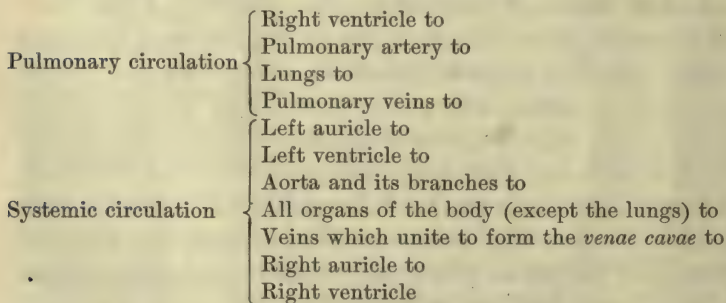 Pulmonary circulation
Right ventricle to
Pulmonary artery to
Lungs to
Pulmonary veins to
Systemic circulation
Left auricle to
Left ventricle to
Aorta and its branches to
All organs of the body (except the lungs) to
Veins which unite to form the venae cavae to
Right auricle to
Right ventricle